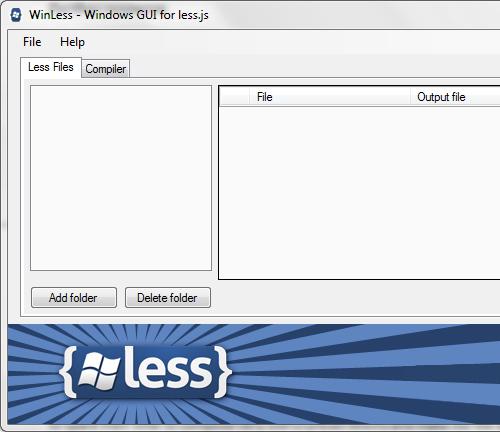 WinLess - Windows GUI for less.js
File Help
Less Files Compiler
File Output file
Add folder Delete folder
{less}